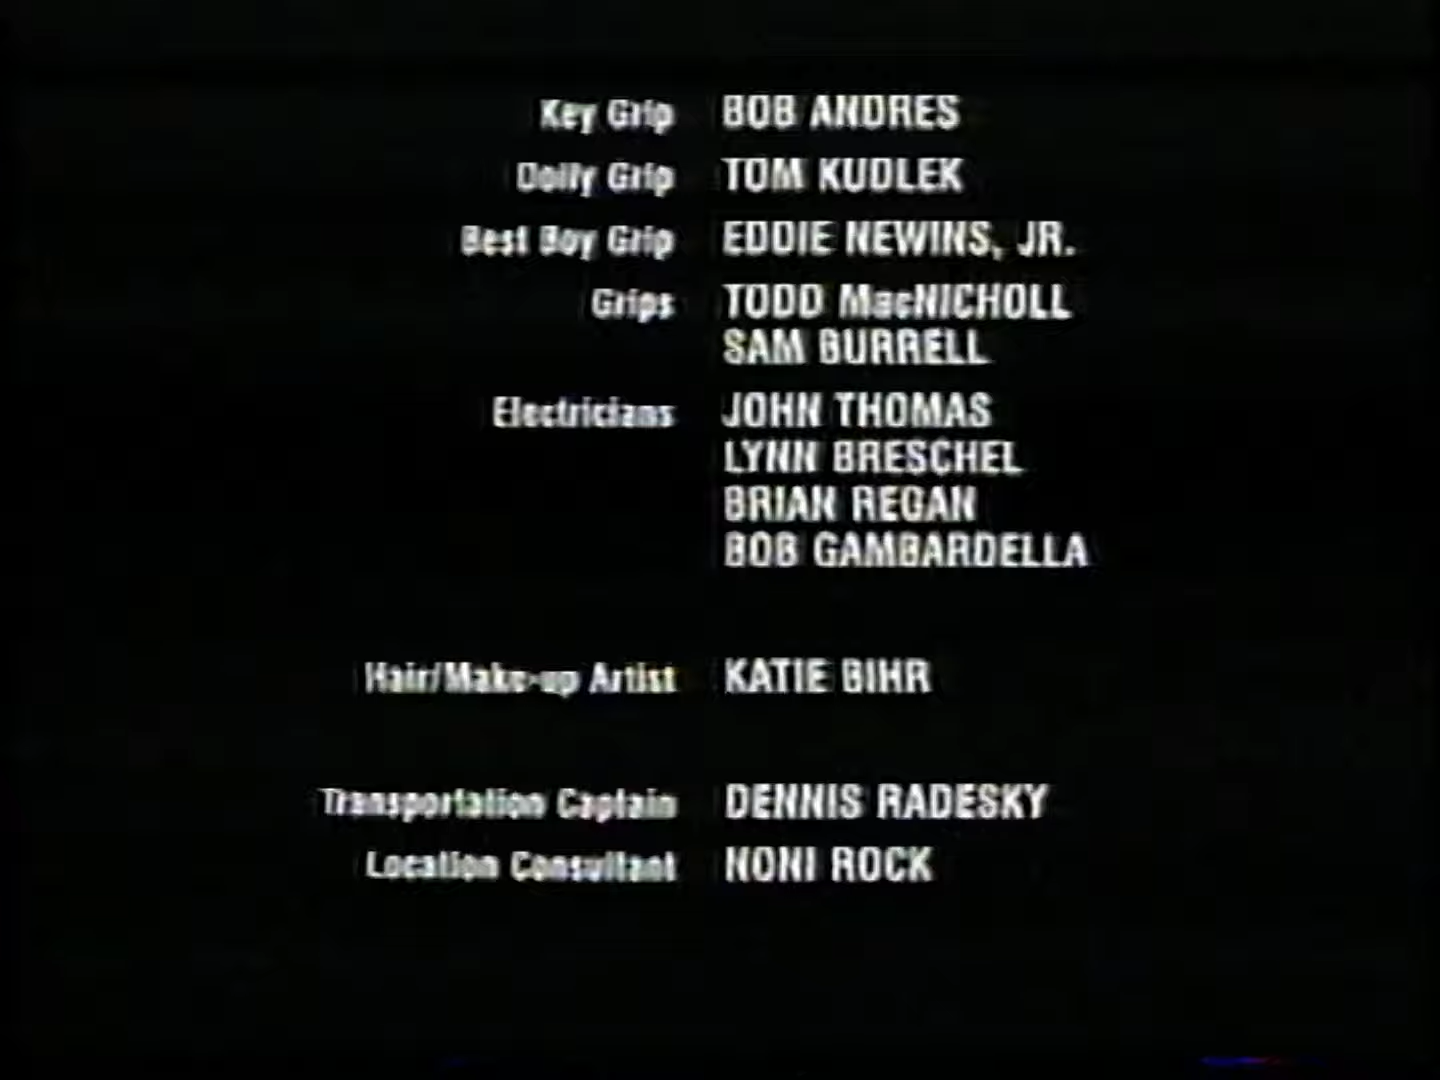 Key Grip BOB ANDRES
Dolly Grip TOM KUDLEK
Best Boy Grip EDDIE NEWINS, JR.
Grips TODD MacNICHOLL
SAM BURRELL
Electricians JOHN THOMAS
LYNN BRESCHEL
BRIAN REGAN
BOB GAMBARDELLA
Hair/Make-up Artist KATIE BIHR
Transportation Captain DENNIS RADESKY
Location Consultant NONI ROCK